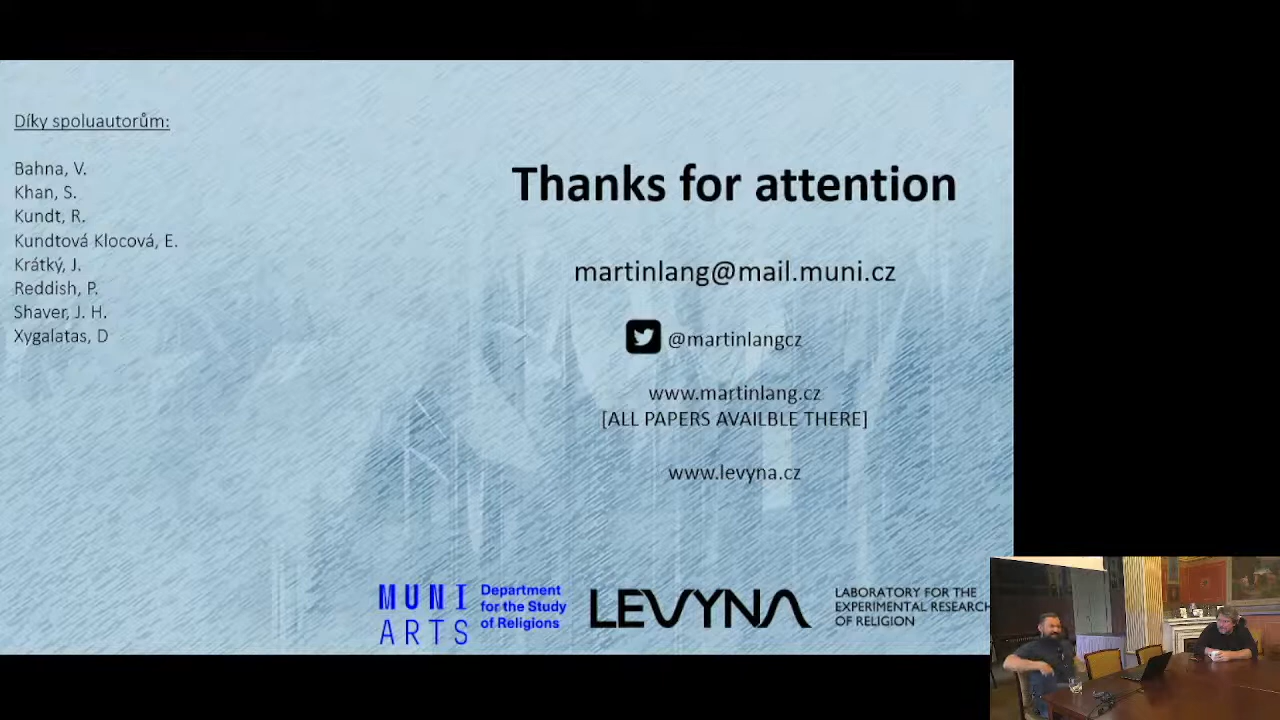 Díky spoluautorům:
Bahna, V.
Khan, S.
Kundt, R.
Kundtová Klocová, E.
Krátký, J.
Reddish, P.
Shaver, J. H.
Xygalatas, D
Thanks for attention
martinlang@mail.muni.cz
@martinlangcz
www.martinlang.cz
[ALL PAPERS AVAILBLE THERE]
www.levyna.cz
MUNI
ARTS
Department
for the Study
of Religions
LEVYNA
LABORATORY FOR THE
EXPERIMENTAL RESEARCH
OF RELIGION